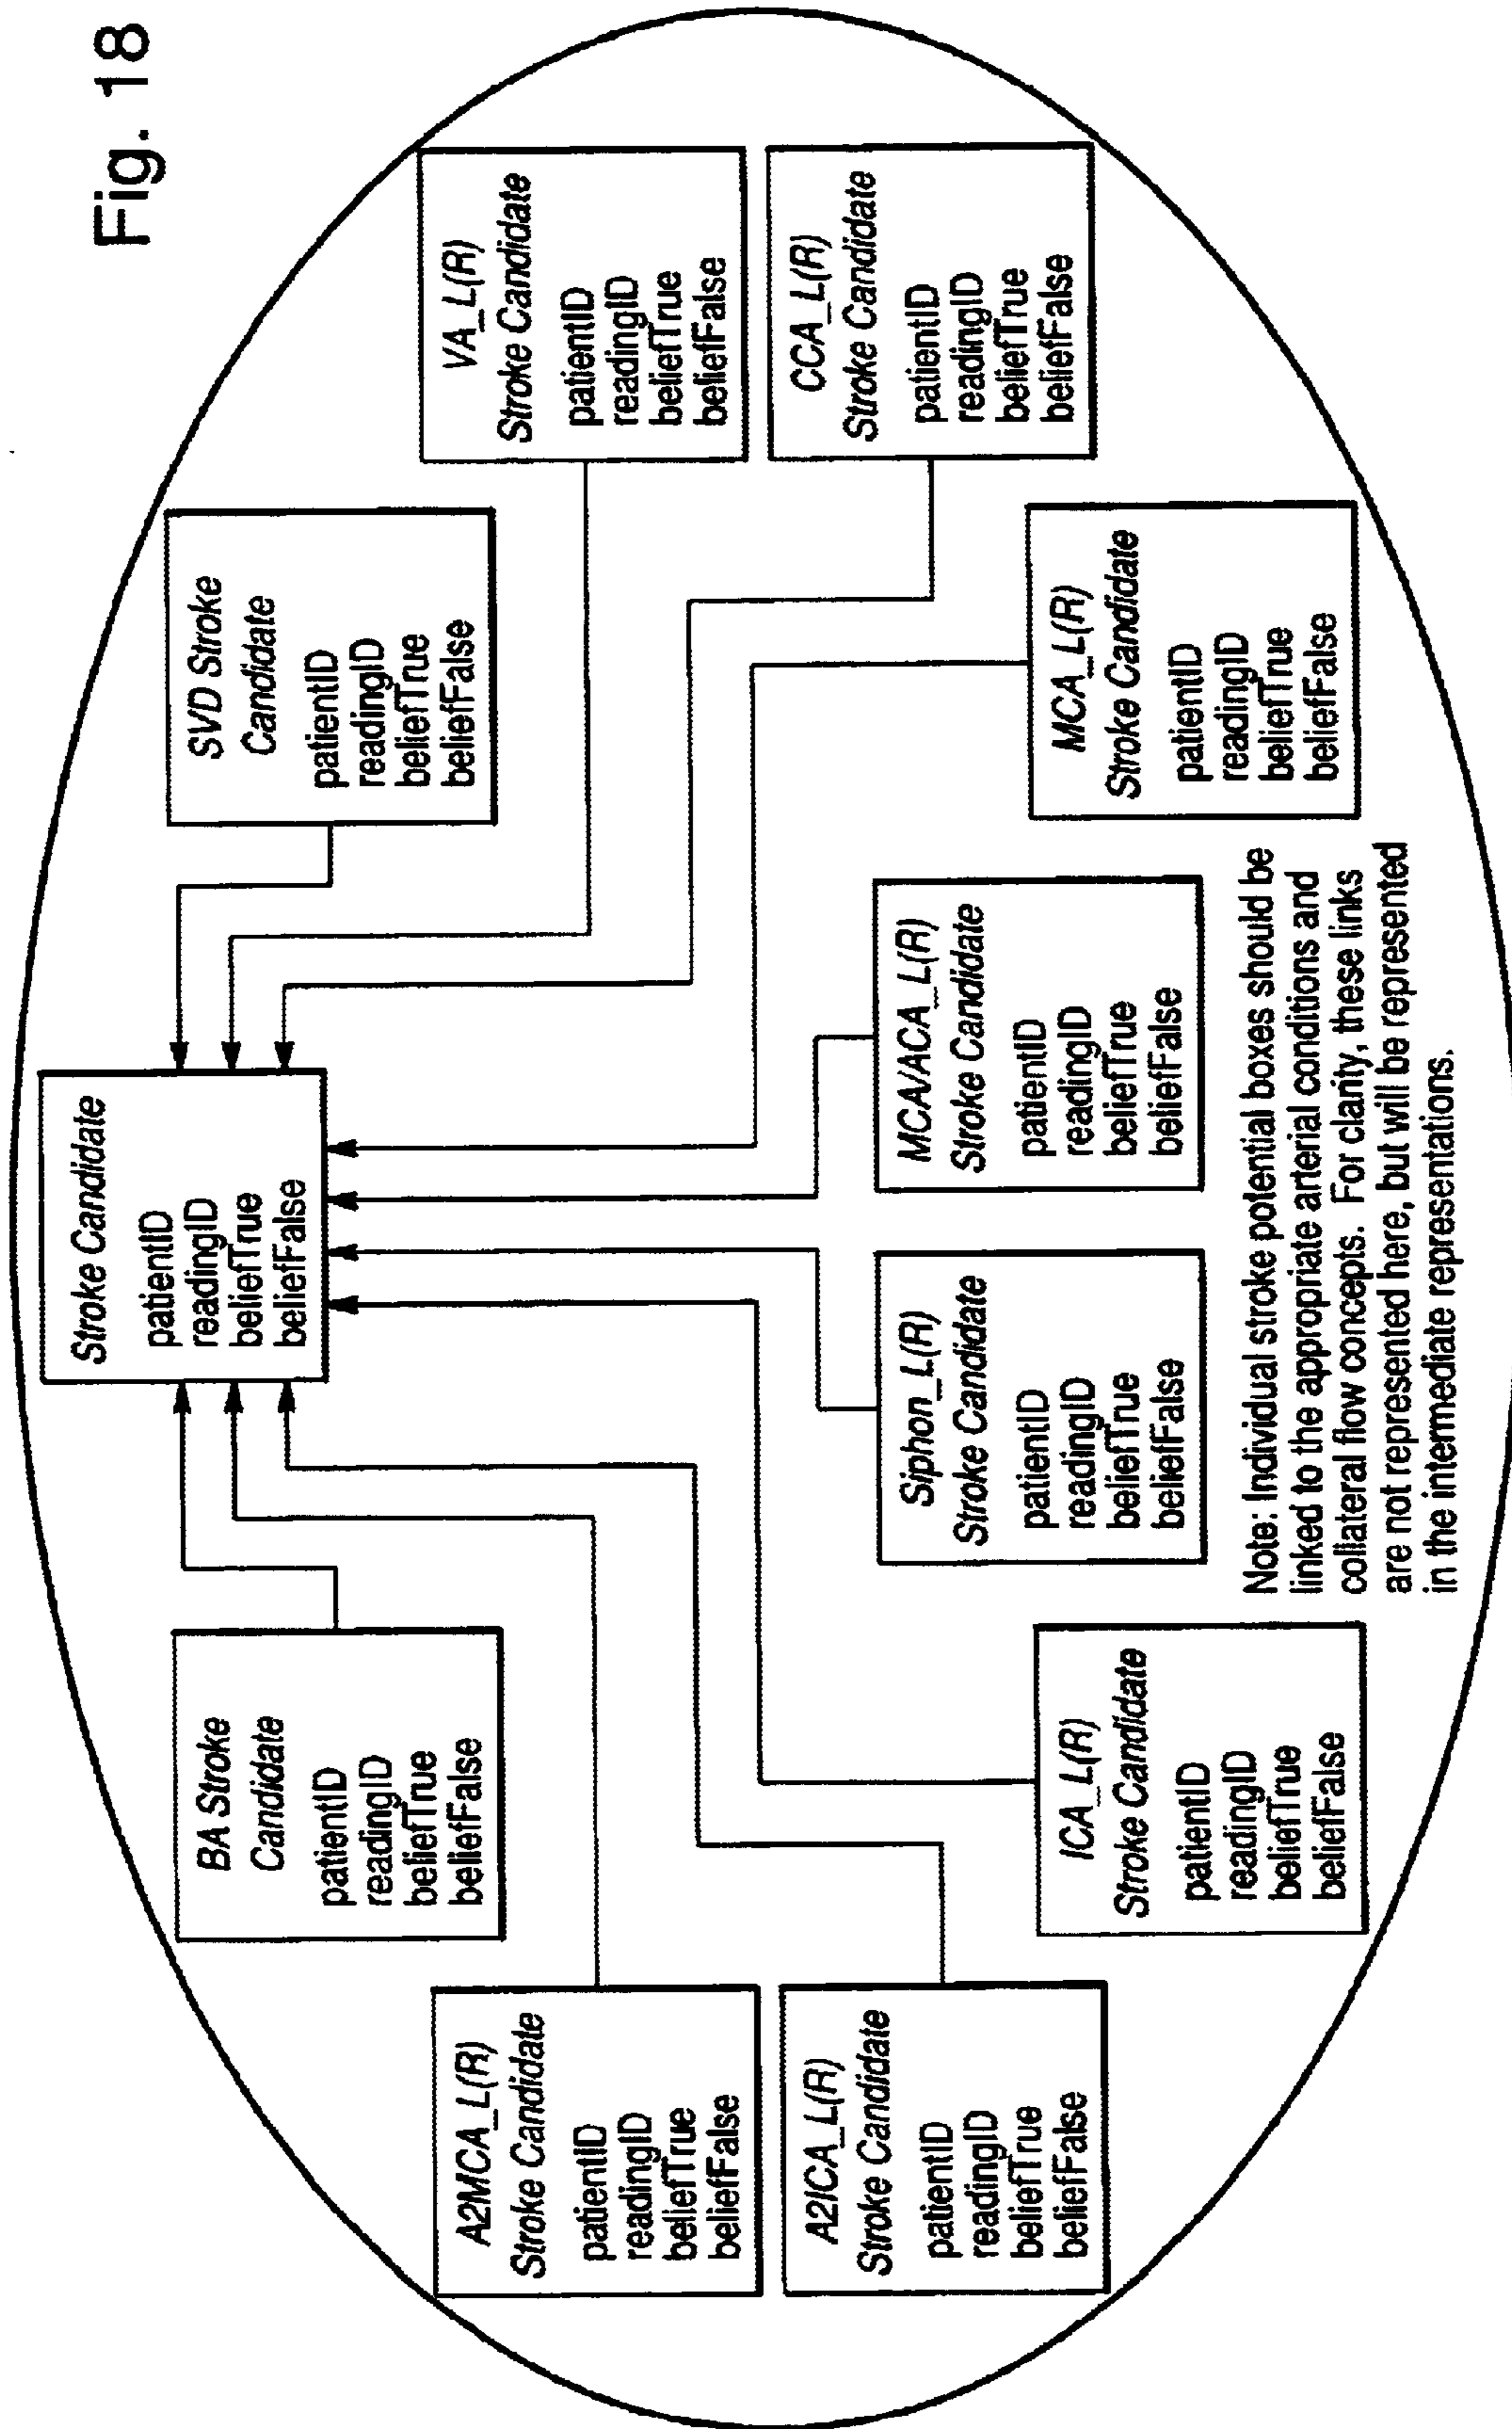 Fig. 18
Stroke Candidate
patientID
readingID
beliefTrue
beliefFalse
BA Stroke
Candidate
patientID
readingID
beliefTrue
beliefFalse
SVD Stroke
Candidate
patientID
readingID
beliefTrue
beliefFalse
A2MCA_L(R)
Stroke Candidate
patientID
readingID
beliefTrue
beliefFalse
VA_L(R)
Stroke Candidate
patientID
readingID
beliefTrue
beliefFalse
A2ICA_L(R)
Stroke Candidate
patientID
readingID
beliefTrue
beliefFalse
CCA_L(R)
Stroke Candidate
patientID
readingID
beliefTrue
beliefFalse
ICA_L(R)
Stroke Candidate
patientID
readingID
beliefTrue
beliefFalse
Siphon_L(R)
Stroke Candidate
patientID
readingID
beliefTrue
beliefFalse
MCA/ACA_L(R)
Stroke Candidate
patientID
readingID
beliefTrue
beliefFalse
MCA_L(R)
Stroke Candidate
patientID
readingID
beliefTrue
beliefFalse
Note: Individual stroke potential boxes should be
linked to the appropriate arterial conditions and
collateral flow concepts. For clarity, these links
are not represented here, but will be represented
in the intermediate representations.